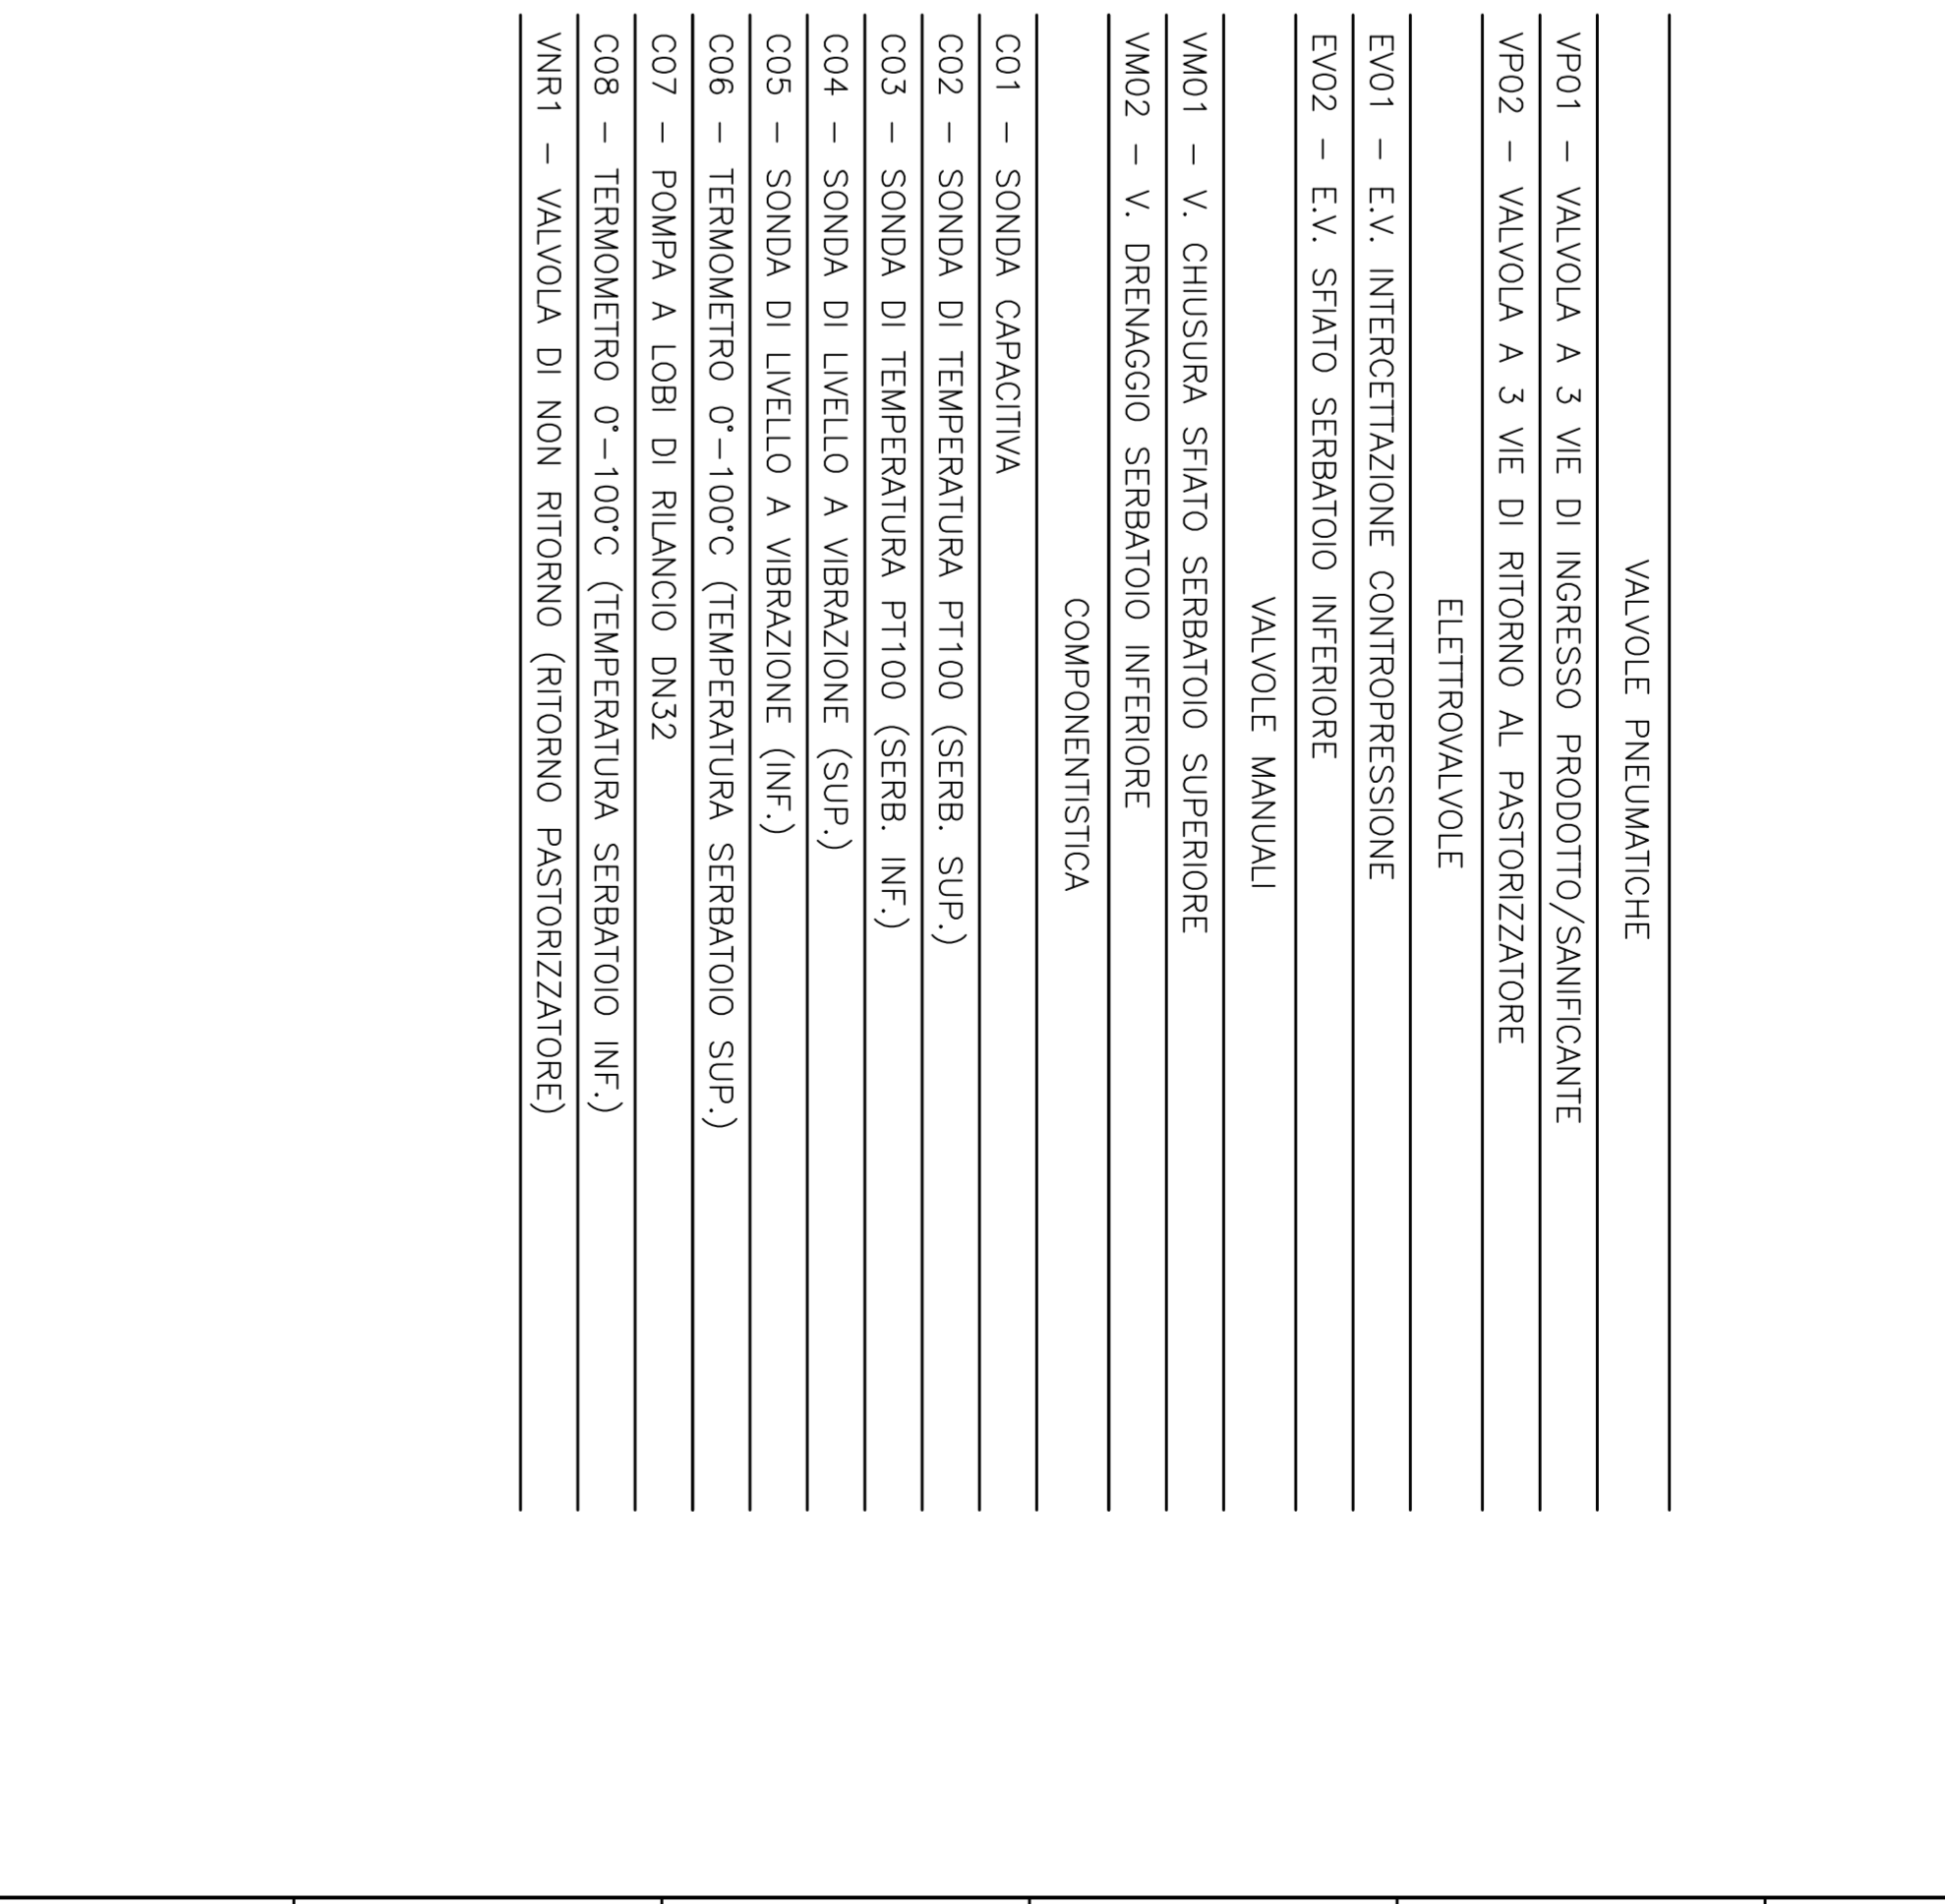 VALVOLE PNEUMATICHE
VP01 – VALVOLA A 3 VIE DI INGRESSO PRODOTTO/SANIFICANTE
VP02 – VALVOLA A 3 VIE DI RITORNO AL PASTORIZZATORE
ELETTROVALVOLE
EV01 – E.V. INTERCETTAZIONE CONTROPRESSIONE
EV02 – E.V. SFIATO SERBATOIO INFERIORE
VALVOLE MANUALI
VM01 – V. CHIUSURA SFIATO SERBATOIO SUPERIORE
VM02 – V. DRENAGGIO SERBATOIO INFERIORE
COMPONENTISTICA
C01 – SONDA CAPACITIVA
C02 – SONDA DI TEMPERATURA PT100 (SERB. SUP.)
C03 – SONDA DI TEMPERATURA PT100 (SERB. INF.)
C04 – SONDA DI LIVELLO A VIBRAZIONE (SUP.)
C05 – SONDA DI LIVELLO A VIBRAZIONE (INF.)
C06 – TERMOMETRO 0°–100°C (TEMPERATURA SERBATOIO SUP.)
C07 – POMPA A LOBI DI RILANCIO DN32
C08 – TERMOMETRO 0°–100°C (TEMPERATURA SERBATOIO INF.)
VNR1 – VALVOLA DI NON RITORNO (RITORNO PASTORIZZATORE)